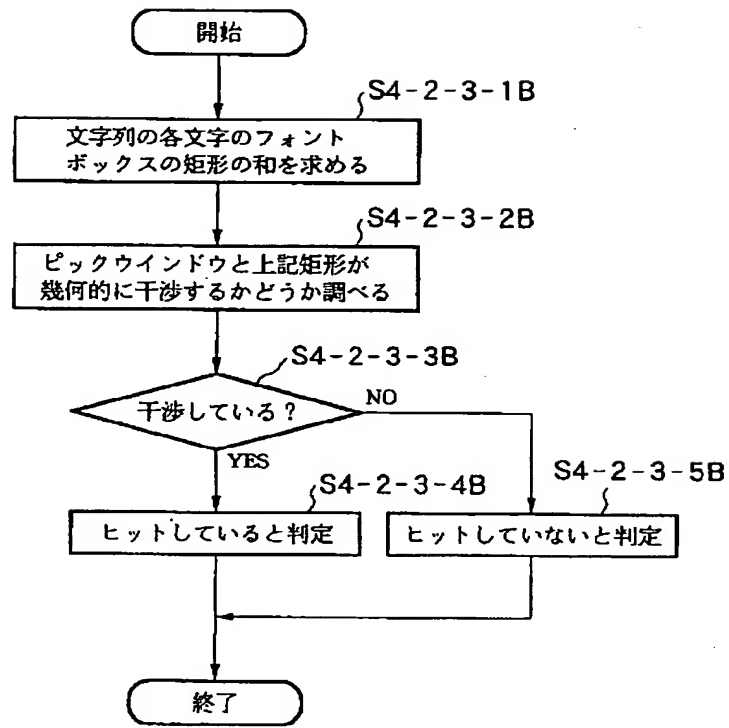 開始
S4-2-3-1B
文字列の各文字のフォント
ボックスの矩形の和を求める
S4-2-3-2B
ピックウインドウと上記矩形が
幾何的に干渉するかどうか調べる
S4-2-3-3B
干渉している?
NO
YES
S4-2-3-4B
S4-2-3-5B
ヒットしていると判定
ヒットしていないと判定
終了